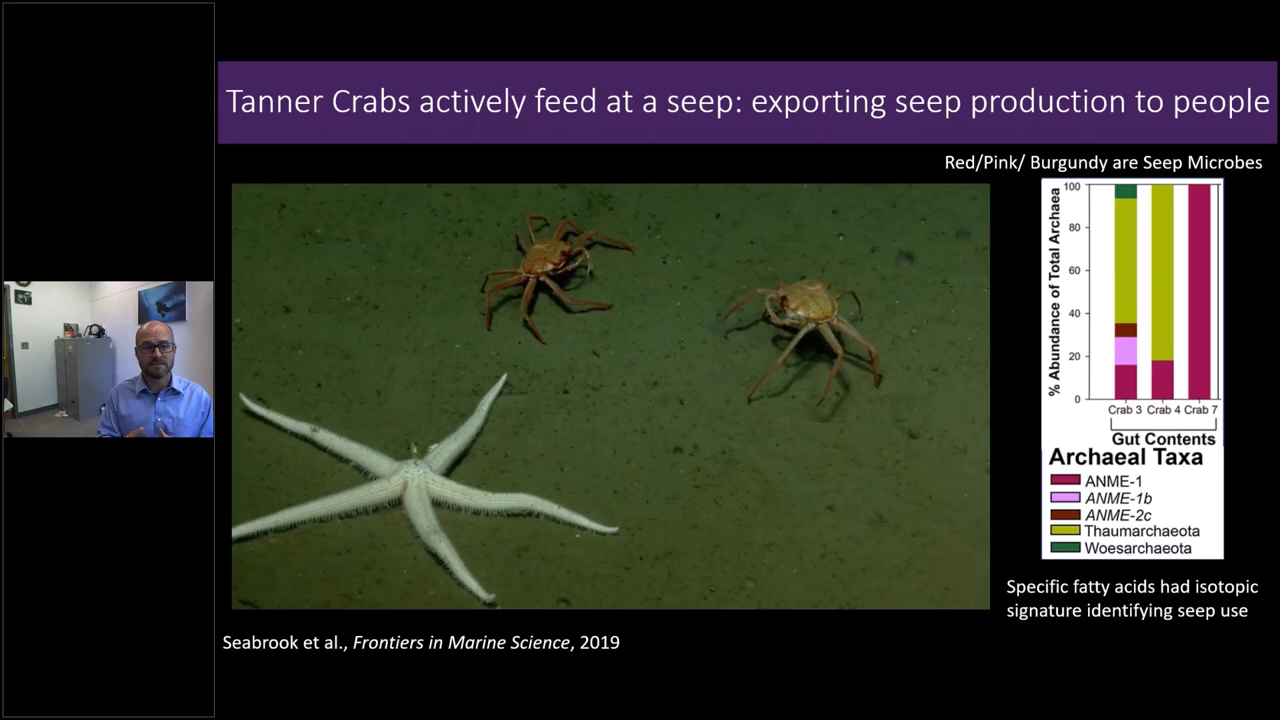 Tanner Crabs actively feed at a seep: exporting seep production to people
Red/Pink/ Burgundy are Seep Microbes
% Abundance of Total Archaea
100
80
60
40
20
0
Crab 3 Crab 4 Crab 7
Gut Contents
Archaeal Taxa
ANME-1
ANME-1b
ANME-2c
Thaumarchaeota
Woesarchaeota
Specific fatty acids had isotopic
signature identifying seep use
Seabrook et al., Frontiers in Marine Science, 2019